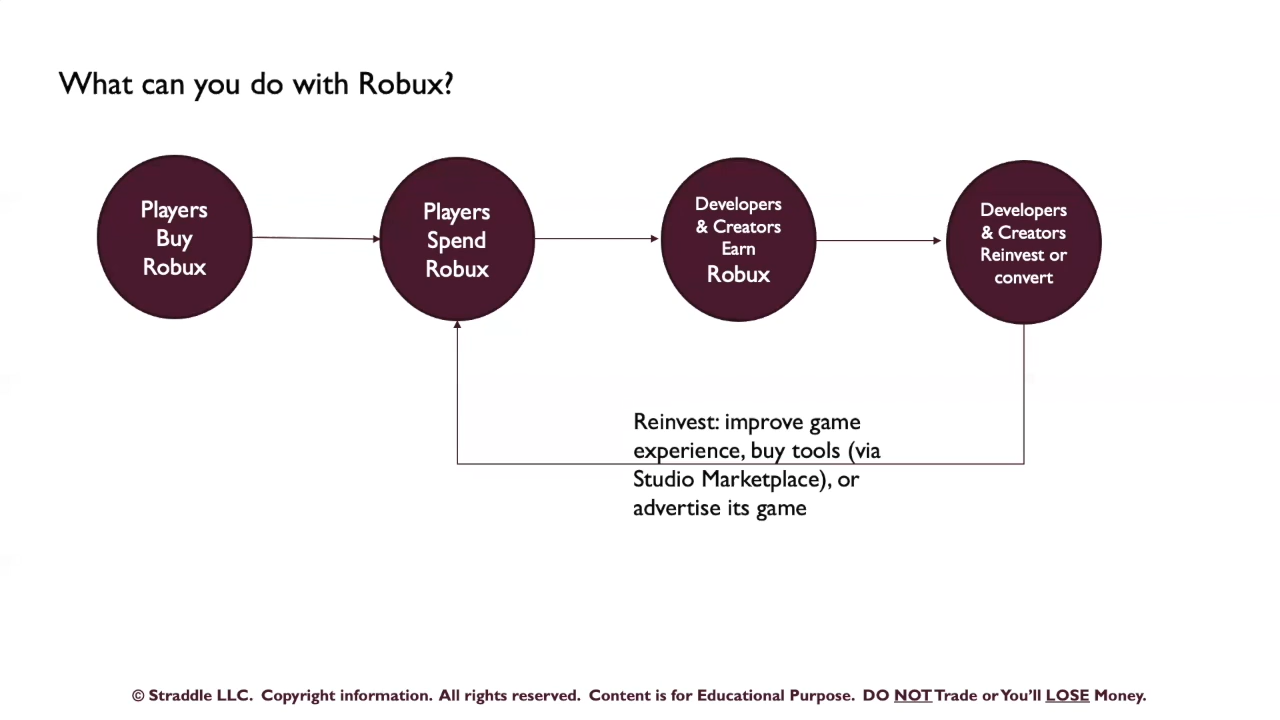 What can you do with Robux?
Players
Buy
Robux
Players
Spend
Robux
Developers
& Creators
Earn
Robux
Developers
& Creators
Reinvest or
convert
Reinvest: improve game
experience, buy tools (via
Studio Marketplace), or
advertise its game
© Straddle LLC. Copyright information. All rights reserved. Content is for Educational Purpose. DO NOT Trade or You'll LOSE Money.